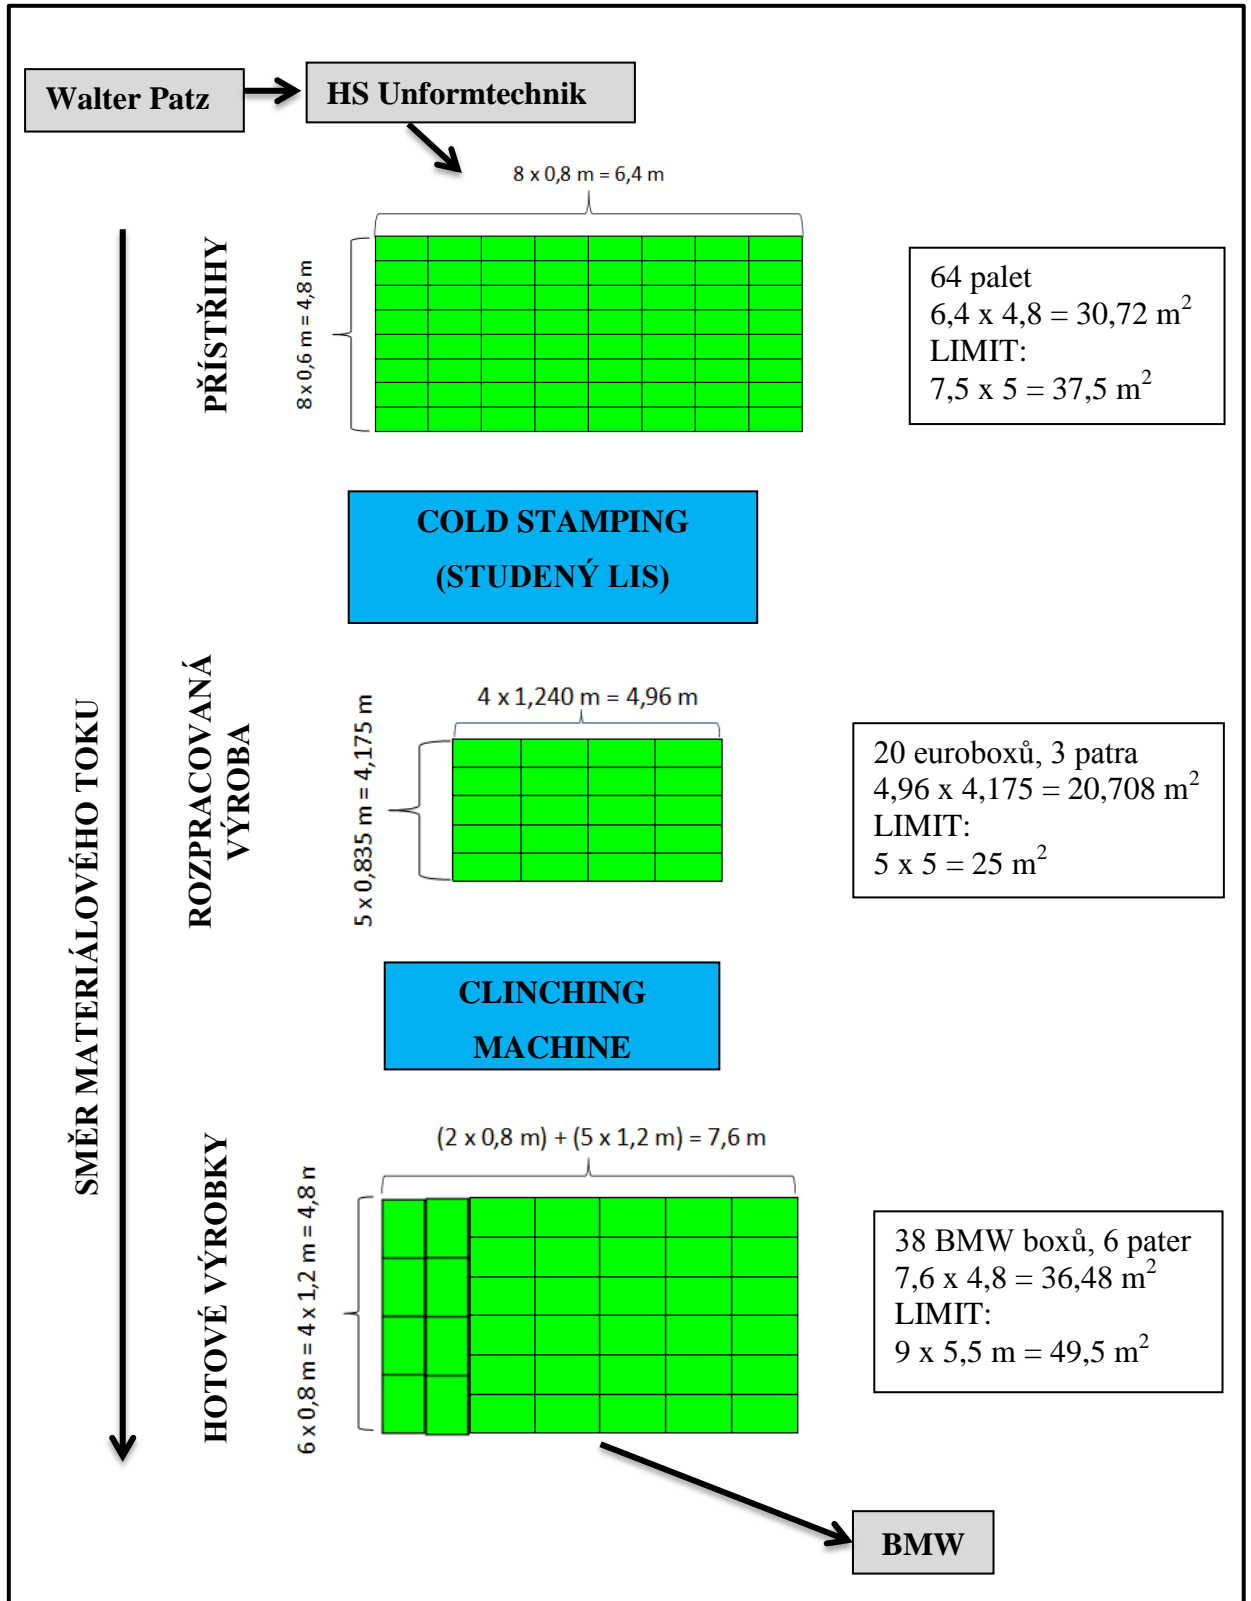 Walter Patz
HS Unformtechnik
8 x 0,8 m = 6,4 m
8 x 0,6 m = 4,8 m
PŘÍSTŘIHY
64 palet
6,4 x 4,8 = 30,72 m²
LIMIT:
7,5 x 5 = 37,5 m²
COLD STAMPING
(STUDENÝ LIS)
SMĚR MATERIÁLOVÉHO TOKU
ROZPRACOVANÁ
VÝROBA
4 x 1,240 m = 4,96 m
5 x 0,835 m = 4,175 m
20 euroboxů, 3 patra
4,96 x 4,175 = 20,708 m²
LIMIT:
5 x 5 = 25 m²
CLINCHING
MACHINE
HOTOVÉ VÝROBKY
(2 x 0,8 m) + (5 x 1,2 m) = 7,6 m
6 x 0,8 m = 4 x 1,2 m = 4,8 m
38 BMW boxů, 6 pater
7,6 x 4,8 = 36,48 m²
LIMIT:
9 x 5,5 m = 49,5 m²
BMW